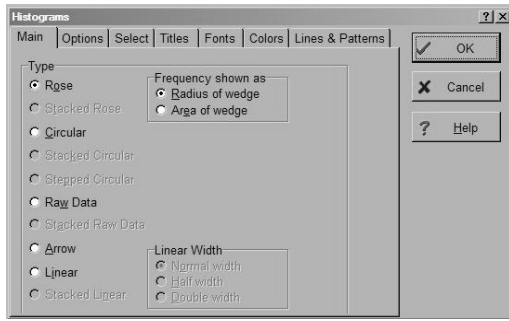 Histograms
Main Options Select Titles Fonts Colors Lines & Patterns
Type
Rose
Stacked Rose
Circular
Stacked Circular
Stepped Circular
Raw Data
Stacked Raw Data
Arrow
Linear
Stacked Linear
Frequency shown as
Radius of wedge
Area of wedge
Linear Width
Normal width
Half width
Double width
OK
Cancel
? Help